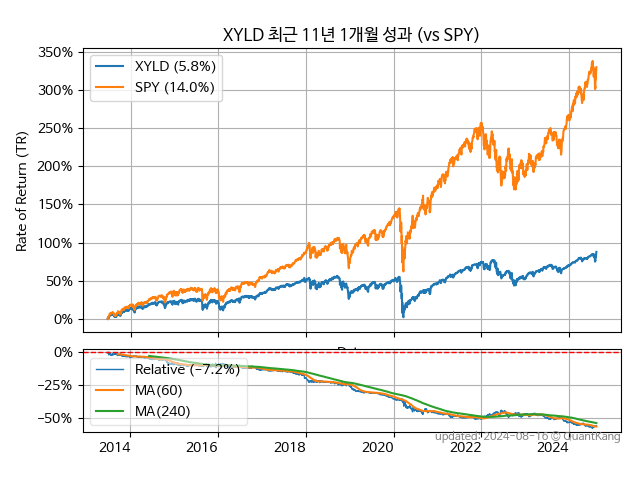 XYLD 최근 11년 1개월 성과 (vs SPY)
350%
300%
250%
200%
150%
100%
50%
0%
Rate of Return (TR)
XYLD (5.8%)
SPY (14.0%)
0%
−25%
−50%
Relative (−7.2%)
MA(60)
MA(240)
2014
2016
2018
2020
2022
2024
updated: 2024-08-16 © QuantKang